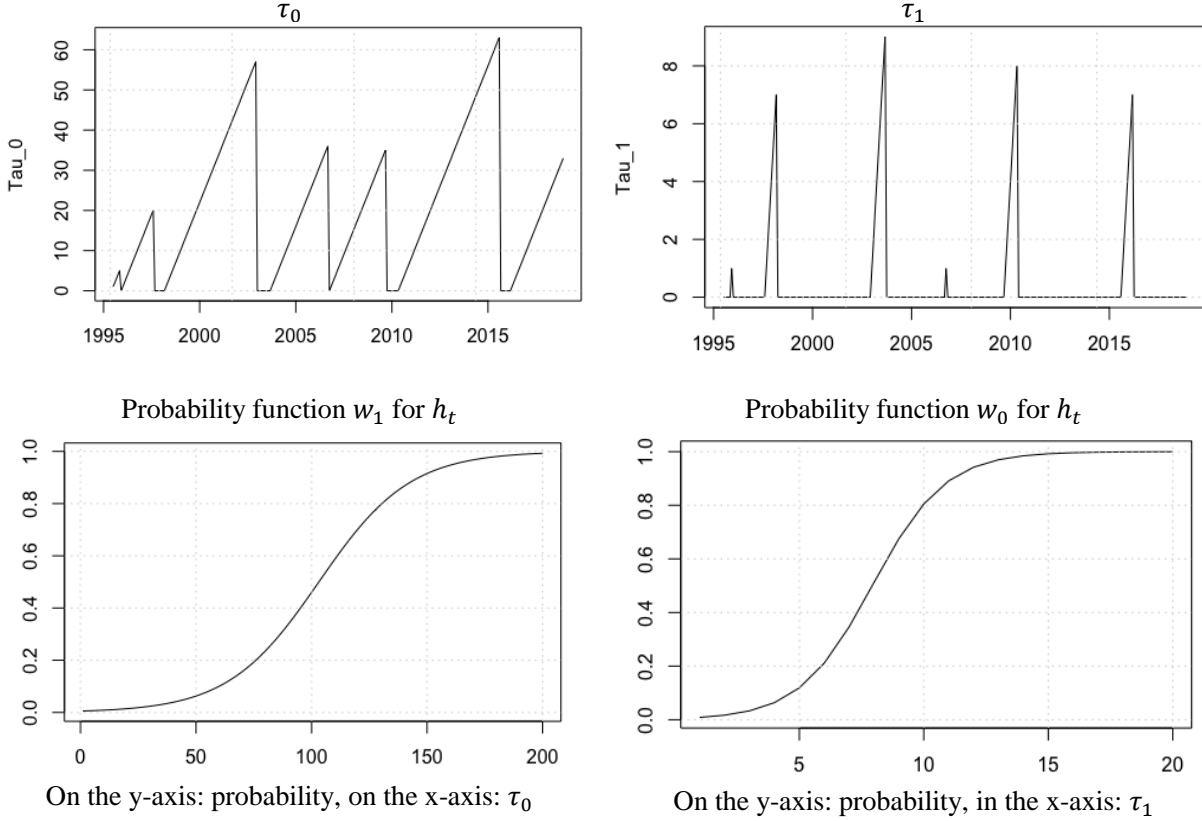 τ₀
Tau_0
60
50
40
30
20
10
0
1995 2000 2005 2010 2015
τ₁
Tau_1
8
6
4
2
0
1995 2000 2005 2010 2015
Probability function w₁ for hₜ
1.0
0.8
0.6
0.4
0.2
0.0
0 50 100 150 200
On the y-axis: probability, on the x-axis: τ₀
Probability function w₀ for hₜ
1.0
0.8
0.6
0.4
0.2
0.0
5 10 15 20
On the y-axis: probability, in the x-axis: τ₁